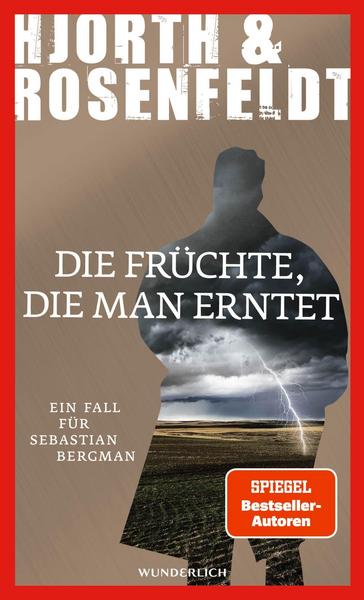 HJORTH &
ROSENFELDT
DIE FRÜCHTE,
DIE MAN ERNTET
EIN FALL
FÜR
SEBASTIAN
BERGMAN
SPIEGEL
Bestseller-
Autoren
WUNDERLICH